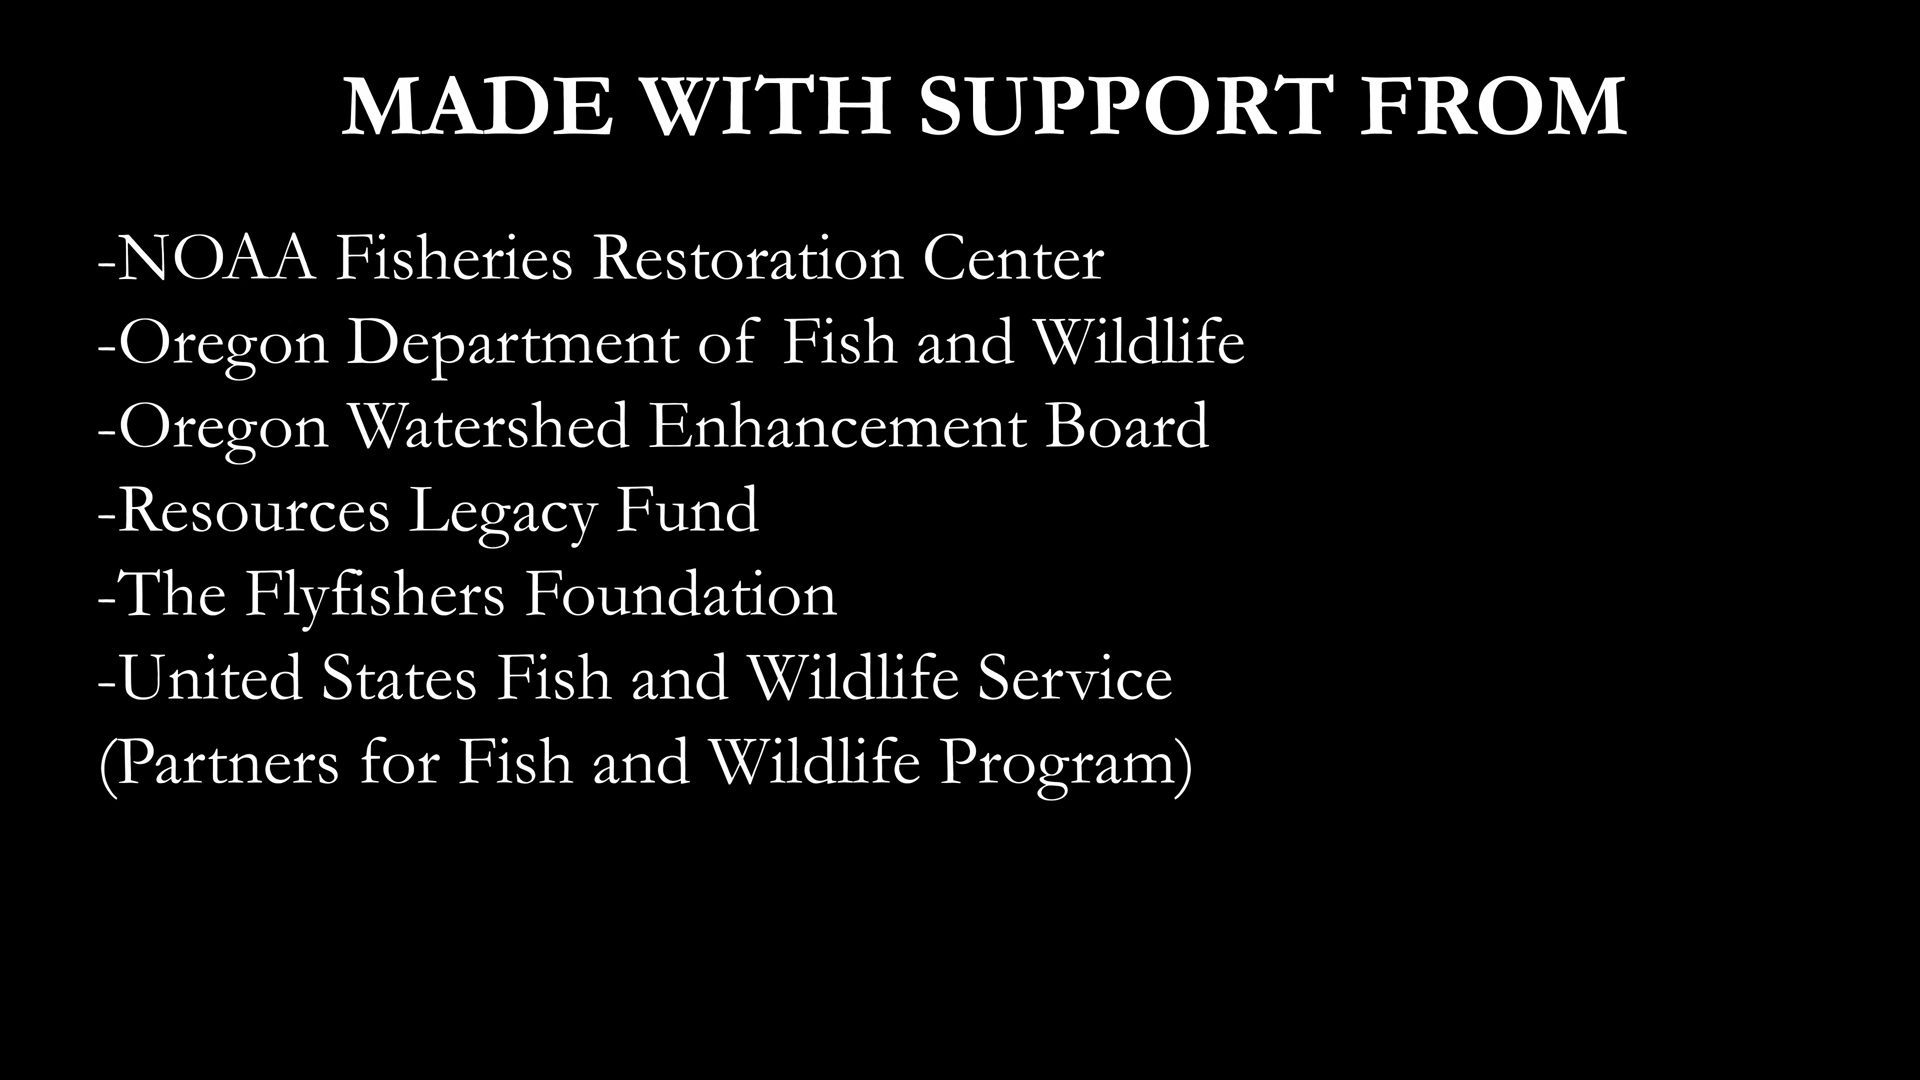 MADE WITH SUPPORT FROM
-NOAA Fisheries Restoration Center
-Oregon Department of Fish and Wildlife
-Oregon Watershed Enhancement Board
-Resources Legacy Fund
-The Flyfishers Foundation
-United States Fish and Wildlife Service
(Partners for Fish and Wildlife Program)